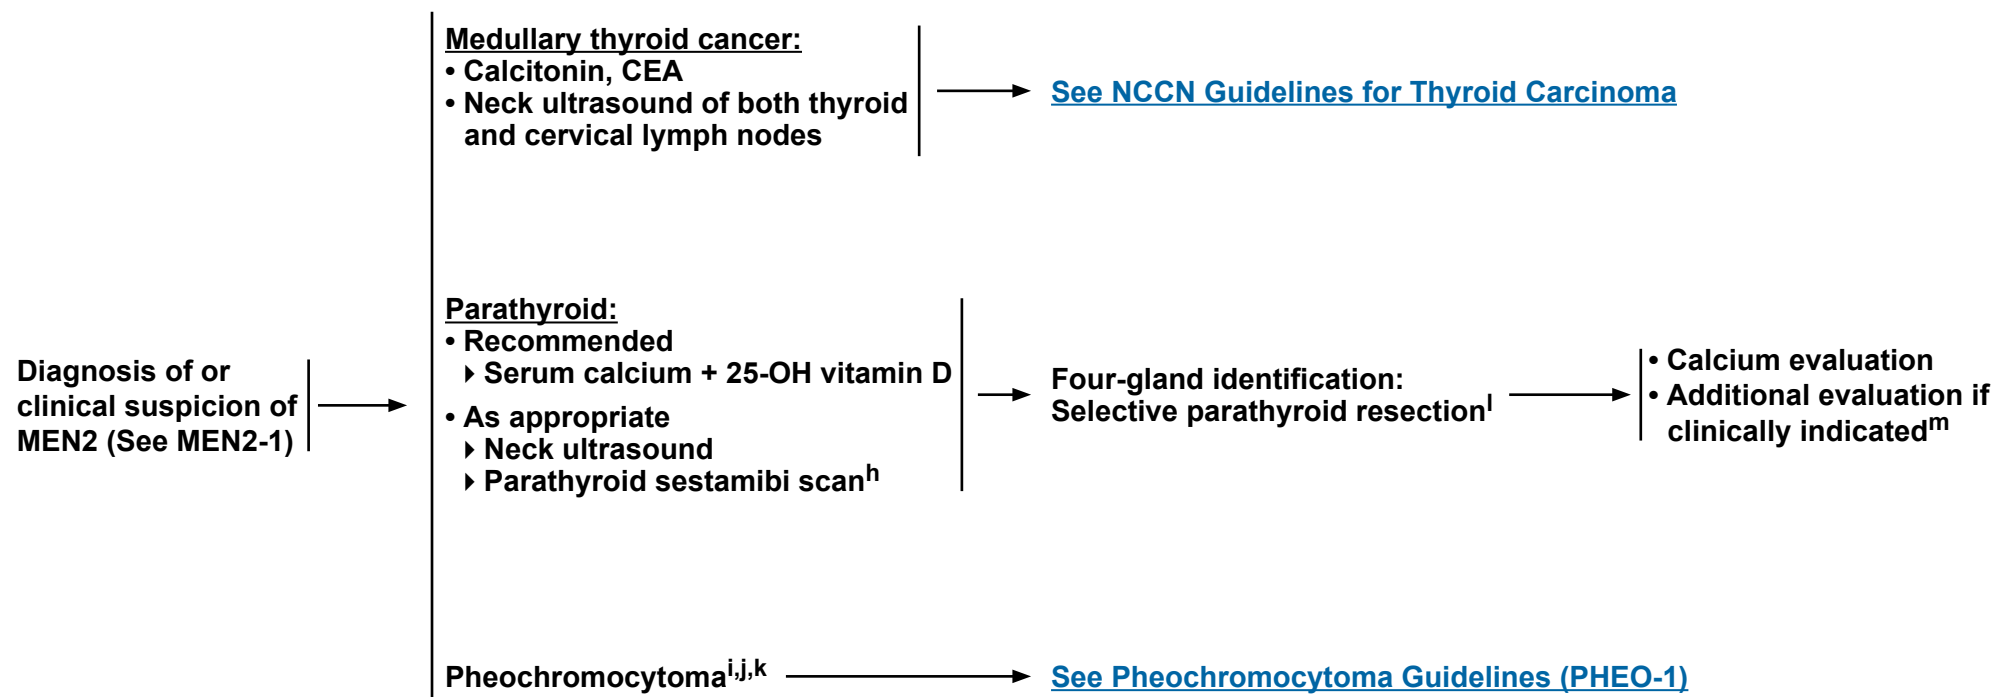 Diagnosis of or
clinical suspicion of
MEN2 (See MEN2-1)
Medullary thyroid cancer:
• Calcitonin, CEA
• Neck ultrasound of both thyroid
and cervical lymph nodes
See NCCN Guidelines for Thyroid Carcinoma
Parathyroid:
• Recommended
▸ Serum calcium + 25-OH vitamin D
• As appropriate
▸ Neck ultrasound
▸ Parathyroid sestamibi scanʰ
Four-gland identification:
Selective parathyroid resectionˡ
• Calcium evaluation
• Additional evaluation if
clinically indicatedᵐ
Pheochromocytomaⁱ,ʲ,ᵏ
See Pheochromocytoma Guidelines (PHEO-1)